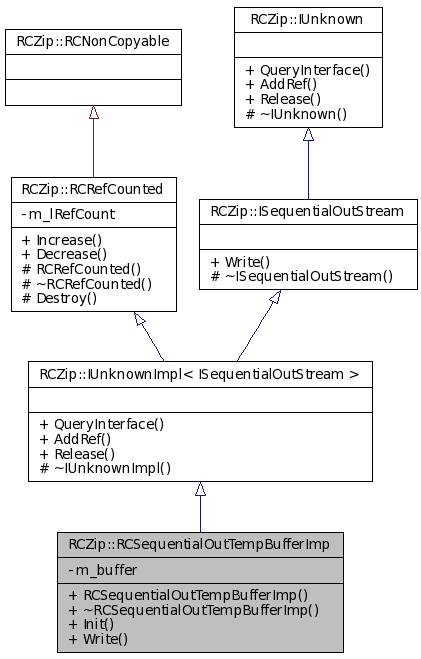 RCZip::RCNonCopyable
RCZip::IUnknown
+ QueryInterface()
+ AddRef()
+ Release()
# ~IUnknown()
RCZip::RCRefCounted
- m_lRefCount
+ Increase()
+ Decrease()
# RCRefCounted()
# ~RCRefCounted()
# Destroy()
RCZip::ISequentialOutStream
+ Write()
# ~ISequentialOutStream()
RCZip::IUnknownImpl< ISequentialOutStream >
+ QueryInterface()
+ AddRef()
+ Release()
# ~IUnknownImpl()
RCZip::RCSequentialOutTempBufferImp
- m_buffer
+ RCSequentialOutTempBufferImp()
+ ~RCSequentialOutTempBufferImp()
+ Init()
+ Write()